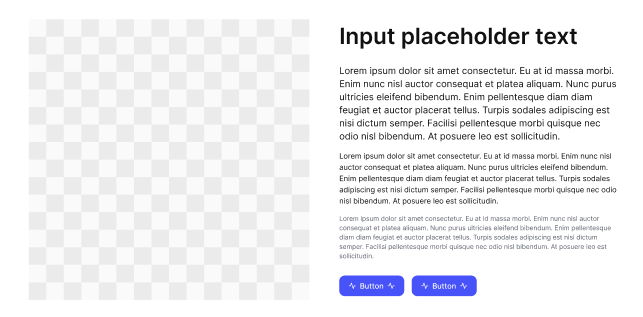 Input placeholder text
Lorem ipsum dolor sit amet consectetur. Eu at id massa morbi.
Enim nunc nisl consequat et platea aliquam. Nunc purus
ultricies eleifend bibendum. Enim pellentesque diam diam
feugiat et auctor placerat tellus. Turpis sodales adipiscing est
nisi dictum semper. Facilisi pellentesque morbi quisque nec
odio nisl bibendum. At posuere leo est sollicitudin.
Lorem ipsum dolor sit amet consectetur. Eu at id massa morbi. Enim nunc nisl
consequat et platea aliquam. Nunc purus ultricies eleifend bibendum.
Enim pellentesque diam diam feugiat et auctor placerat tellus. Turpis sodales
adipiscing est nisi dictum semper. Facilisi pellentesque morbi quisque nec odio
nisl bibendum. At posuere leo est sollicitudin.
Lorem ipsum dolor sit amet consectetur. Eu at id massa morbi. Enim nunc nisl auctor
consequat et platea aliquam. Nunc purus ultricies eleifend bibendum. Enim pellentesque
diam diam feugiat et auctor placerat tellus. Turpis sodales adipiscing est nisl dictum
semper. Facilisi pellentesque morbi quisque nec odio nisl bibendum. At posuere leo est
sollicitudin.
Button
Button